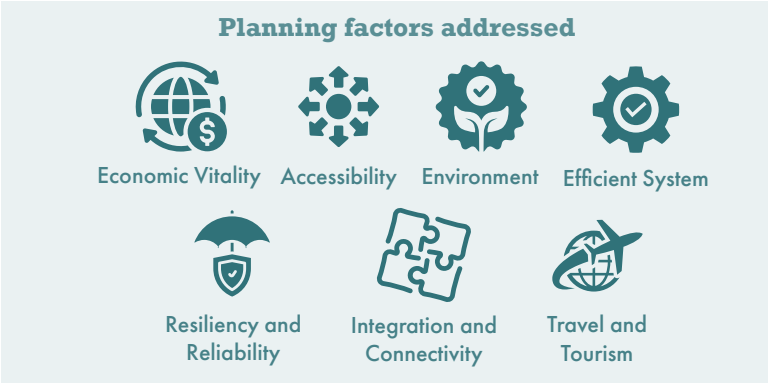 Planning factors addressed
$
Economic Vitality
Accessibility
Environment
Efficient System
Resiliency and
Reliability
Integration and
Connectivity
Travel and
Tourism